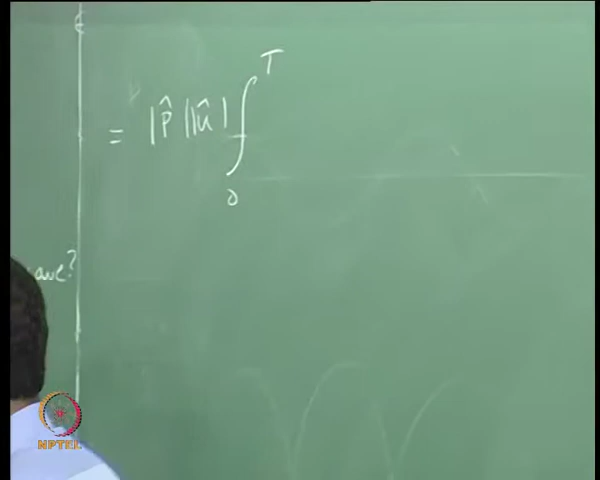 = |p̂||û| ∫₀ᵀ
ave?
NPTEL